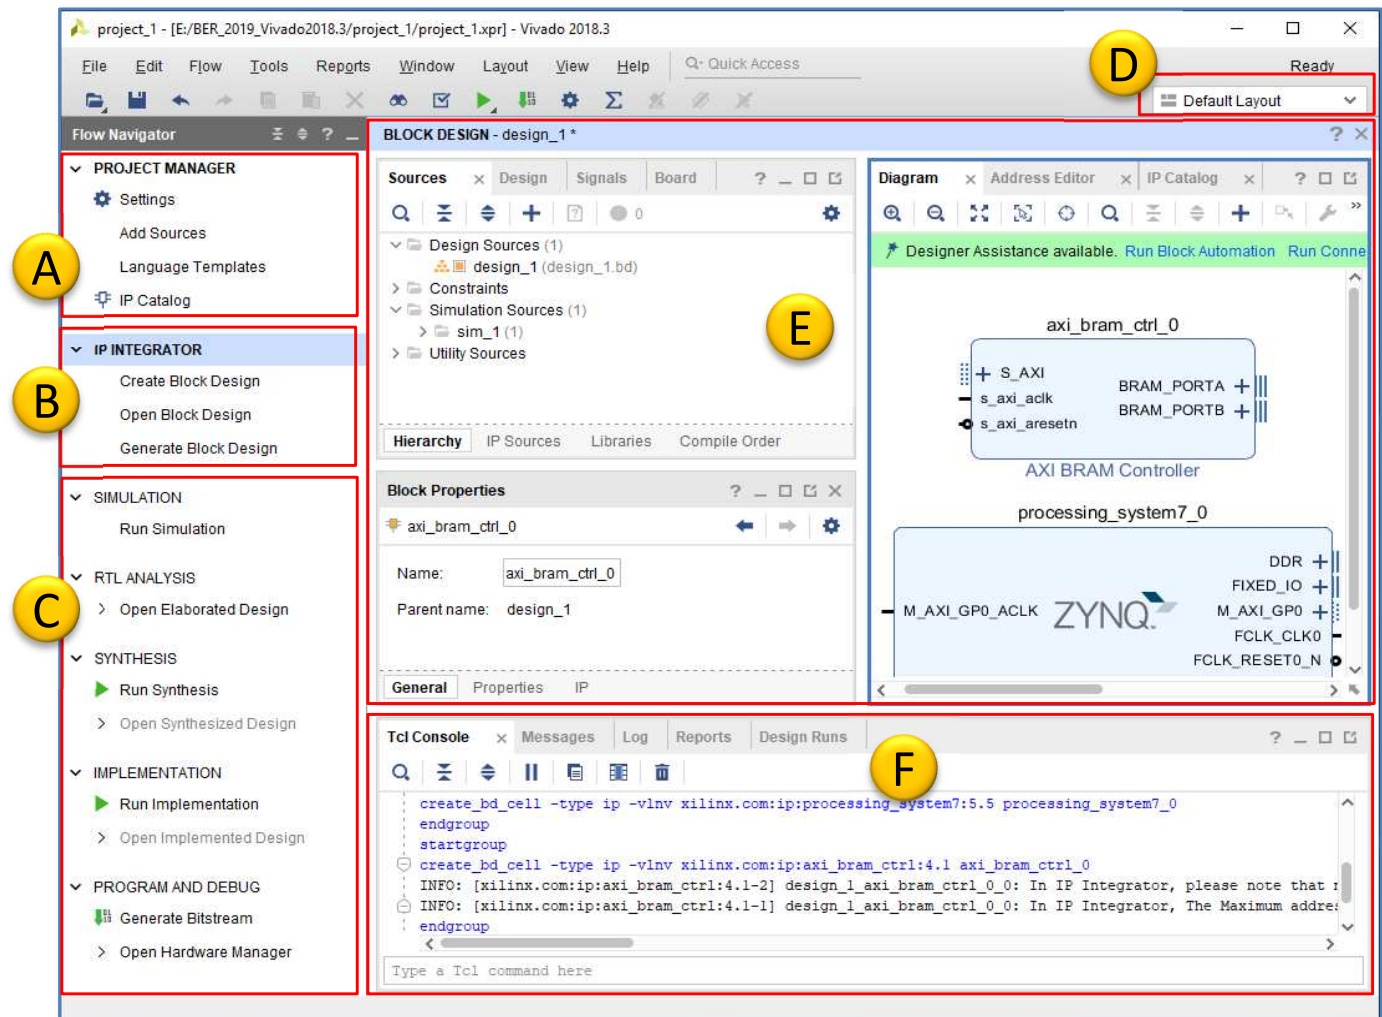 project_1 - [E:/BER_2019_Vivado2018.3/project_1/project_1.xpr] - Vivado 2018.3
File Edit Flow Tools Reports Window Layout View Help Quick Access Ready
D
Default Layout
Flow Navigator
PROJECT MANAGER
Settings
Add Sources
Language Templates
IP Catalog
A
IP INTEGRATOR
Create Block Design
Open Block Design
Generate Block Design
B
SIMULATION
Run Simulation
RTL ANALYSIS
Open Elaborated Design
C
SYNTHESIS
Run Synthesis
Open Synthesized Design
IMPLEMENTATION
Run Implementation
Open Implemented Design
PROGRAM AND DEBUG
Generate Bitstream
Open Hardware Manager
BLOCK DESIGN - design_1 *
Sources Design Signals Board
0
Design Sources (1)
design_1 (design_1.bd)
Constraints
Simulation Sources (1)
sim_1 (1)
Utility Sources
E
Hierarchy IP Sources Libraries Compile Order
Block Properties
axi_bram_ctrl_0
Name: axi_bram_ctrl_0
Parent name: design_1
General Properties IP
Diagram Address Editor IP Catalog
Designer Assistance available. Run Block Automation Run Conne
axi_bram_ctrl_0
S_AXI
s_axi_aclk
s_axi_aresetn
BRAM_PORTA
BRAM_PORTB
AXI BRAM Controller
processing_system7_0
M_AXI_GP0_ACLK
ZYNQ
DDR
FIXED_IO
M_AXI_GP0
FCLK_CLK0
FCLK_RESET0_N
Tcl Console Messages Log Reports Design Runs
F
create_bd_cell -type ip -vlnv xilinx.com:ip:processing_system7:5.5 processing_system7_0
endgroup
startgroup
create_bd_cell -type ip -vlnv xilinx.com:ip:axi_bram_ctrl:4.1 axi_bram_ctrl_0
INFO: [xilinx.com:ip:axi_bram_ctrl:4.1-2] design_1_axi_bram_ctrl_0_0: In IP Integrator, please note that
INFO: [xilinx.com:ip:axi_bram_ctrl:4.1-1] design_1_axi_bram_ctrl_0_0: In IP Integrator, The Maximum addre
endgroup
Type a Tcl command here